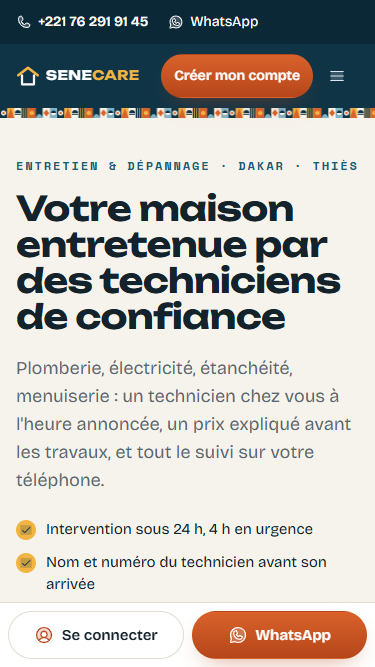 +221 76 291 91 45 WhatsApp
SENECARE Créer mon compte
ENTRETIEN & DÉPANNAGE · DAKAR · THIÈS
Votre maison
entretenue par
des techniciens
de confiance
Plomberie, électricité, étanchéité,
menuiserie : un technicien chez vous à
l'heure annoncée, un prix expliqué avant
les travaux, et tout le suivi sur votre
téléphone.
Intervention sous 24 h, 4 h en urgence
Nom et numéro du technicien avant son
arrivée
Se connecter WhatsApp